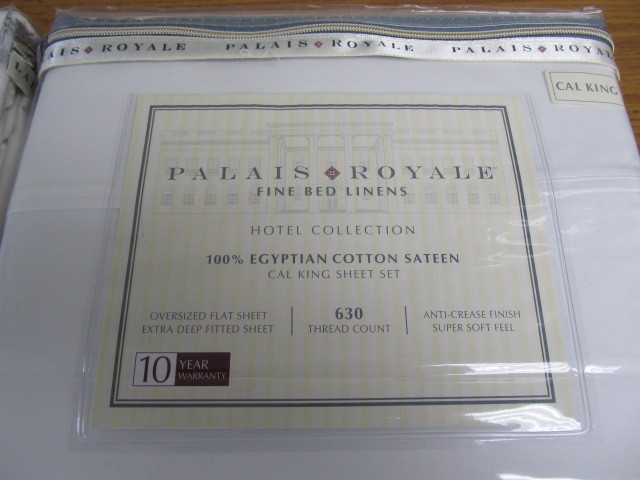 PALAIS ROYALE PALAIS ROYALE PALAIS ROYAL
CAL KING
PALAIS ROYALE
FINE BED LINENS
HOTEL COLLECTION
100% EGYPTIAN COTTON SATEEN
CAL KING SHEET SET
OVERSIZED FLAT SHEET
EXTRA DEEP FITTED SHEET
630
THREAD COUNT
ANTI-CREASE FINISH
SUPER SOFT FEEL
10 YEAR
WARRANTY